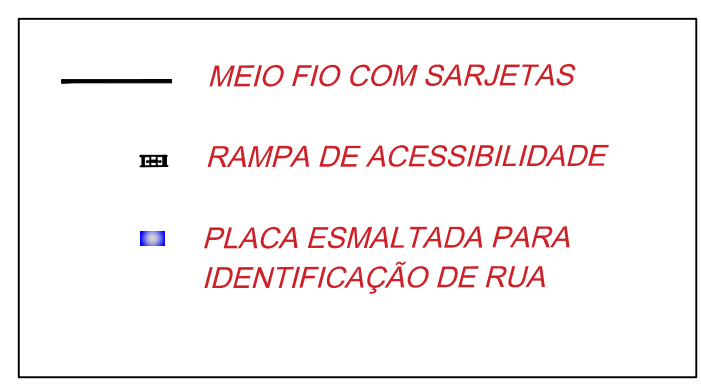 MEIO FIO COM SARJETAS
RAMPA DE ACESSIBILIDADE
PLACA ESMALTADA PARA
IDENTIFICAÇÃO DE RUA